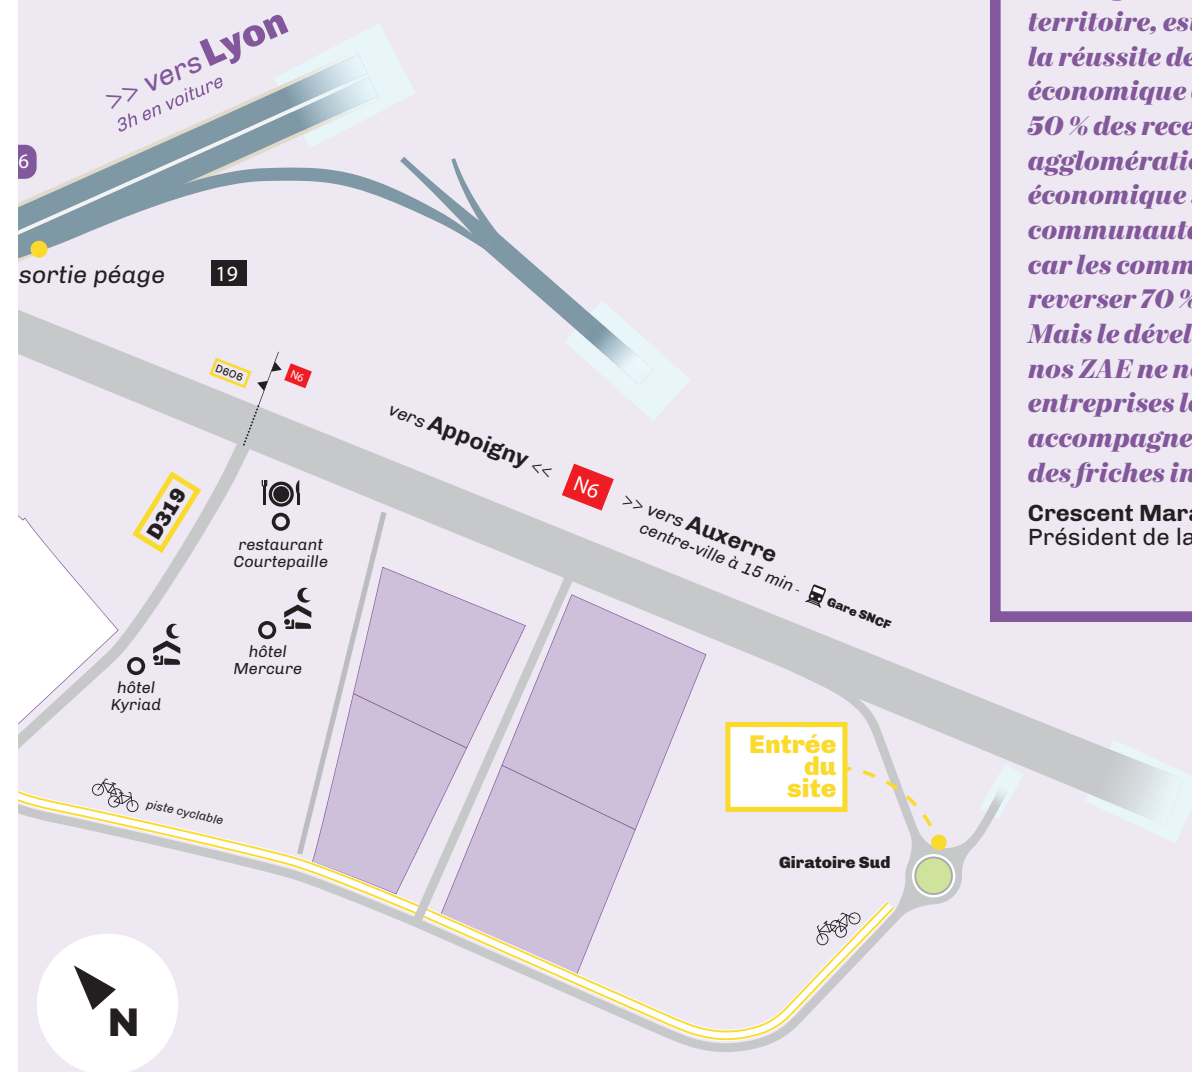 >> vers Lyon
3h en voiture
6
sortie péage
19
D606
N6
vers Appoigny <<
N6
>> vers Auxerre
centre-ville à 15 min -
Gare SNCF
D319
restaurant
Courtepaille
hôtel
Mercure
hôtel
Kyriad
piste cyclable
Entrée
du
site
Giratoire Sud
N
territoire, est
la réussite de
économique
50 % des rece
agglomératio
économique
communauté
car les comm
reverser 70 %
Mais le dével
nos ZAE ne n
entreprises l
accompagne
des friches in
Crescent Mara
Président de la